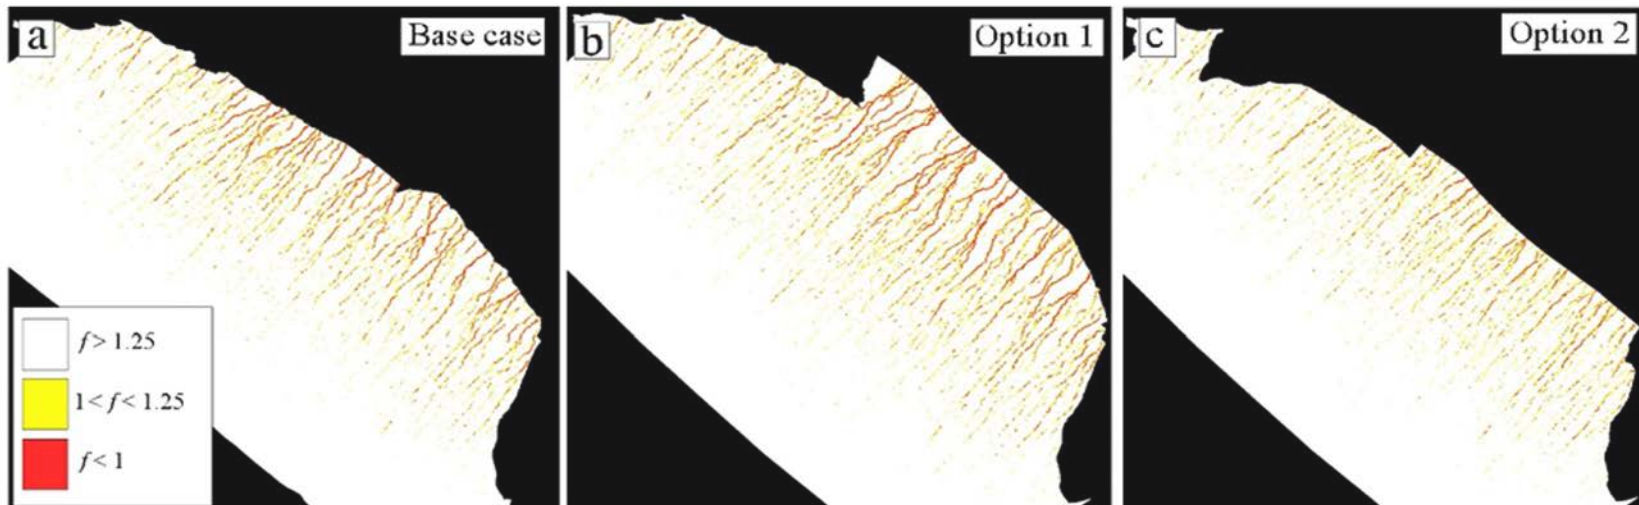 a
Base case
b
Option 1
c
Option 2
f > 1.25
1 < f < 1.25
f < 1